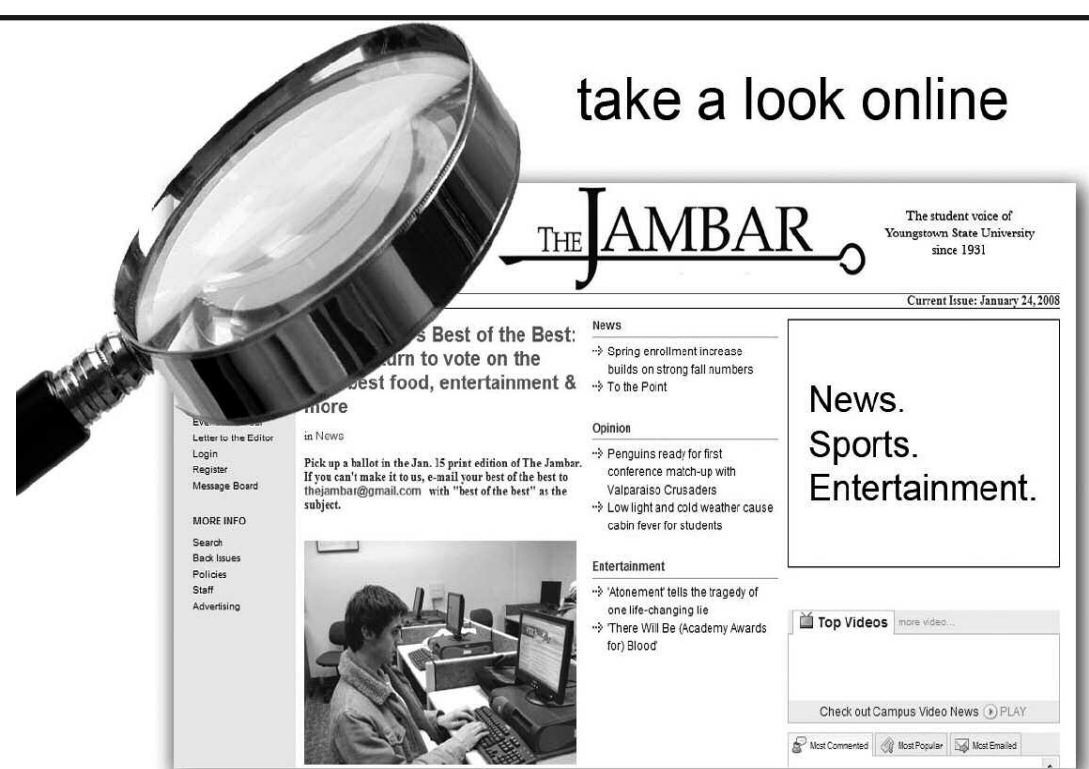 take a look online
THE JAMBAR
The student voice of
Youngstown State University
since 1931
Current Issue: January 24, 2008
Letter to the Editor
Login
Register
Message Board
MORE INFO
Search
Back Issues
Policies
Staff
Advertising
Best of the Best:
to vote on the
best food, entertainment &
more
in News
Pick up a ballot in the Jan. 15 print edition of The Jambar.
If you can't make it to us, e-mail your best of the best to
thejambar@gmail.com with "best of the best" as the
subject.
News
Spring enrollment increase
builds on strong fall numbers
To the Point
Opinion
Penguins ready for first
conference match-up with
Valparaiso Crusaders
Low light and cold weather cause
cabin fever for students
Entertainment
'Atonement' tells the tragedy of
one life-changing lie
'There Will Be (Academy Awards
for) Blood'
News.
Sports.
Entertainment.
Top Videos more video...
Check out Campus Video News PLAY
Most Commented Most Popular Most Emailed